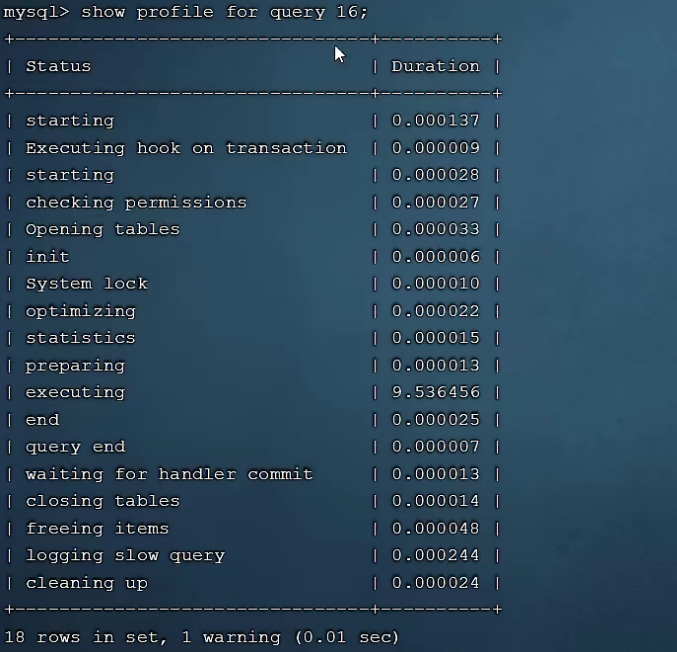 mysql> show profile for query 16;
+--------------------------------+----------+
| Status                         | Duration |
+--------------------------------+----------+
| starting                       | 0.000137 |
| Executing hook on transaction  | 0.000009 |
| starting                       | 0.000028 |
| checking permissions           | 0.000027 |
| Opening tables                 | 0.000033 |
| init                           | 0.000006 |
| System lock                    | 0.000010 |
| optimizing                     | 0.000022 |
| statistics                     | 0.000015 |
| preparing                      | 0.000013 |
| executing                      | 9.536456 |
| end                            | 0.000025 |
| query end                      | 0.000007 |
| waiting for handler commit     | 0.000013 |
| closing tables                 | 0.000014 |
| freeing items                  | 0.000048 |
| logging slow query             | 0.000244 |
| cleaning up                    | 0.000024 |
+--------------------------------+----------+
18 rows in set, 1 warning (0.01 sec)